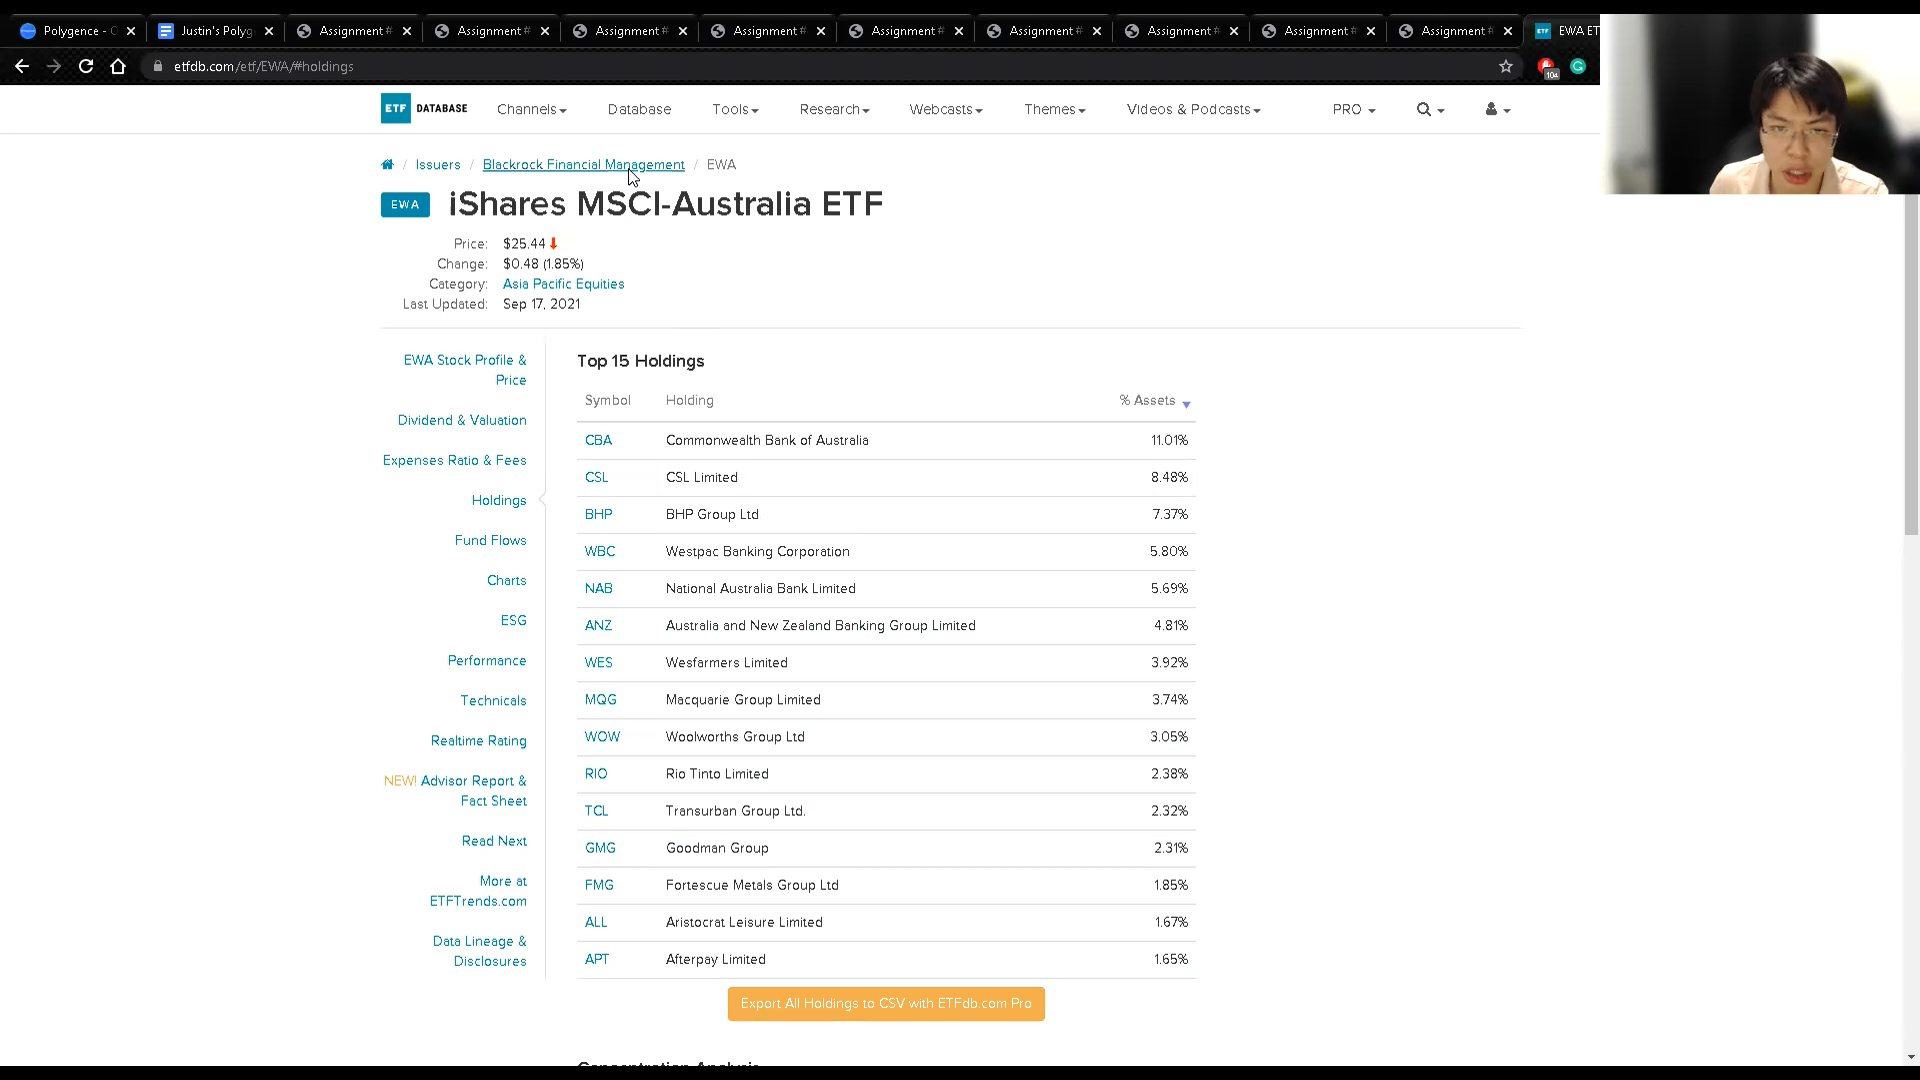 Polygence - C
Justin's Polyg
Assignment #
Assignment #
Assignment #
Assignment #
Assignment #
Assignment #
Assignment #
Assignment #
Assignment #
EWA ET
etfdb.com/etf/EWA/#holdings
104
ETF DATABASE
Channels
Database
Tools
Research
Webcasts
Themes
Videos & Podcasts
PRO
/ Issuers / Blackrock Financial Management / EWA
EWA iShares MSCI-Australia ETF
Price: $25.44
Change: $0.48 (1.85%)
Category: Asia Pacific Equities
Last Updated: Sep 17, 2021
EWA Stock Profile &
Price
Dividend & Valuation
Expenses Ratio & Fees
Holdings
Fund Flows
Charts
ESG
Performance
Technicals
Realtime Rating
NEW! Advisor Report &
Fact Sheet
Read Next
More at
ETFTrends.com
Data Lineage &
Disclosures
Top 15 Holdings
Symbol Holding % Assets
CBA Commonwealth Bank of Australia 11.01%
CSL CSL Limited 8.48%
BHP BHP Group Ltd 7.37%
WBC Westpac Banking Corporation 5.80%
NAB National Australia Bank Limited 5.69%
ANZ Australia and New Zealand Banking Group Limited 4.81%
WES Wesfarmers Limited 3.92%
MQG Macquarie Group Limited 3.74%
WOW Woolworths Group Ltd 3.05%
RIO Rio Tinto Limited 2.38%
TCL Transurban Group Ltd. 2.32%
GMG Goodman Group 2.31%
FMG Fortescue Metals Group Ltd 1.85%
ALL Aristocrat Leisure Limited 1.67%
APT Afterpay Limited 1.65%
Export All Holdings to CSV with ETFdb.com Pro
Concentration Analysis